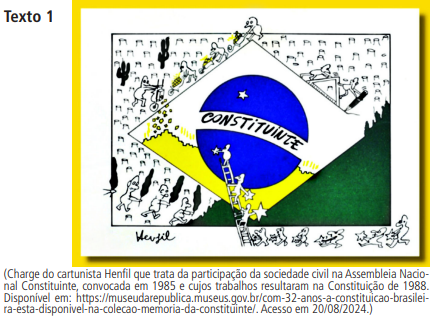 Texto 1
CONSTITUINTE
Henfil
(Charge do cartunista Henfil que trata da participação da sociedade civil na Assembleia Nacio-
nal Constituinte, convocada em 1985 e cujos trabalhos resultaram na Constituição de 1988.
Disponível em: https://museudarepublica.museus.gov.br/com-32-anos-a-constituicao-brasilei-
ra-esta-disponivel-na-colecao-memoria-da-constituinte/. Acesso em 20/08/2024.)